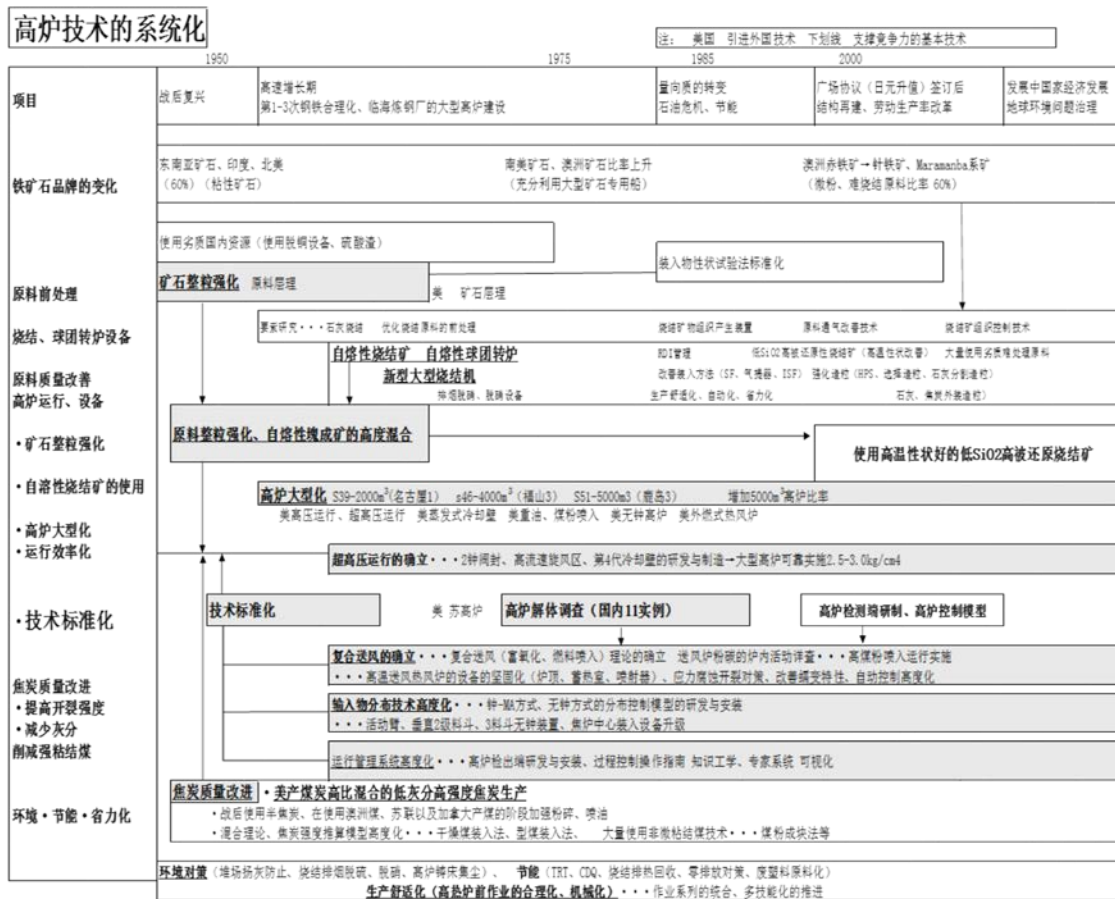 高炉技术的系统化
注： 美国 引进外国技术 下划线 支撑竞争力的基本技术
1950 1975 1985 2000
项目
战后复兴
高速增长期
第1-3次钢铁合理化、临海炼钢厂的大型高炉建设
量向质的转变
石油危机、节能
广场协议（日元升值）签订后
结构再建、劳动生产率改革
发展中国家经济发展
地球环境问题治理
铁矿石品牌的变化
东南亚矿石、印度、北美
（60%）（粘性矿石）
南美矿石、澳洲矿石比率上升
（充分利用大型矿石专用船）
澳洲赤铁矿→针铁矿、Maramanba系矿
（微粉、难烧结原料比率 60%）
使用劣质国内资源（使用脱铜设备、硫酸渣）
装入物性状试验法标准化
矿石整粒强化 原料层理
美 矿石层理
原料前处理
烧结、球团转炉设备
要素研究・・・石灰烧结 优化烧结原料的前处理
烧结矿物组织产生装置 原料通气改善技术 烧结矿组织控制技术
自熔性烧结矿 自熔性球团转炉
RDI管理 低SiO2高被还原性烧结矿（高温性状改善） 大量使用劣质难处理原料
新型大型烧结机
改善装入方法（SF、气提器、ISF） 强化造粒（HPS、选择造粒、石灰分割造粒）
排烟脱硫、脱硝设备
生产舒适化、自动化、省力化 石灰、焦炭外装造粒）
原料质量改善
高炉运行、设备
原料整粒强化、自熔性块成矿的高度混合
使用高温性状好的低SiO2高被还原烧结矿
・矿石整粒强化
・自溶性烧结矿的使用
・高炉大型化
・运行效率化
高炉大型化 S39-2000m³(名古屋1) s46-4000m³（福山3） S51-5000m3（鹿岛3） 增加5000m³高炉比率
美高压运行、超高压运行 美蒸发式冷却壁 美重油、煤粉喷入 美无钟高炉 美外燃式热风炉
超高压运行的确立・・・2钟阀封、高流速旋风区、第4代冷却壁的研发与制造→大型高炉可靠实施2.5-3.0kg/cm4
・技术标准化
技术标准化
美 苏高炉
高炉解体调查（国内11实例）
高炉检测端研制、高炉控制模型
复合送风的确立・・・复合送风（富氧化、燃料喷入）理论的确立 送风炉粉碳的炉内活动详查・・・高煤粉喷入运行实施
・・・高温送风热风炉的设备的坚固化（炉顶、蓄热室、喷射器）、应力腐蚀开裂对策、改善蠕变特性、自动控制高度化
输入物分布技术高度化・・・钟-MA方式、无钟方式的分布控制模型的研发与安装
・・・活动臂、垂直2级料斗、3料斗无钟装置、焦炉中心装入设备升级
运行管理系统高度化・・・高炉检出端研发与安装、过程控制操作指南 知识工学、专家系统 可视化
焦炭质量改进
・提高开裂强度
・减少灰分
削减强粘结煤
焦炭质量改进 ・美产煤炭高比混合的低灰分高强度焦炭生产
・战后使用半焦炭、在使用澳洲煤、苏联以及加拿大产煤的阶段加强粉碎、喷油
・混合理论、焦炭强度推算模型高度化・・・干燥煤装入法、型煤装入法、 大量使用非微粘结煤技术・・・煤粉成块法等
环境・节能・省力化
环境对策（堆场扬灰防止、烧结排烟脱硫、脱硝、高炉铸床集尘）、 节能（TRT、CDQ、烧结排热回收、零排放对策、废塑料原料化）
生产舒适化（高热炉前作业的合理化、机械化）・・・作业系列的统合、多技能化的推进